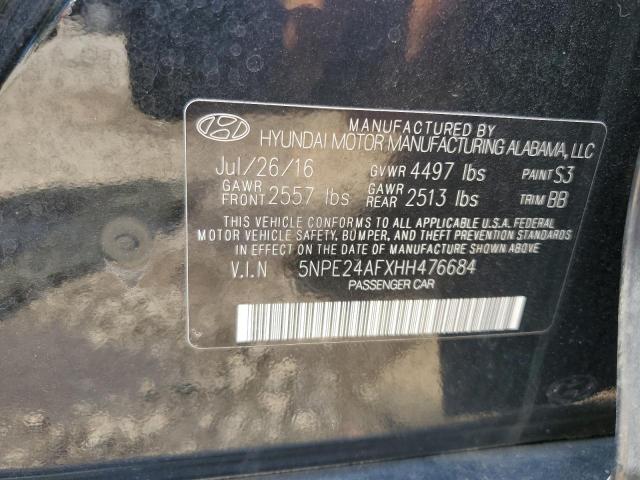 MANUFACTURED BY
HYUNDAI MOTOR MANUFACTURING ALABAMA, LLC
Jul/26/16 GVWR 4497 lbs PAINT S3
GAWR FRONT 2557 lbs GAWR REAR 2513 lbs TRIM BB
THIS VEHICLE CONFORMS TO ALL APPLICABLE U.S.A. FEDERAL
MOTOR VEHICLE SAFETY, BUMPER, AND THEFT PREVENTION STANDARDS
IN EFFECT ON THE DATE OF MANUFACTURE SHOWN ABOVE.
V.I.N 5NPE24AFXHH476684
PASSENGER CAR